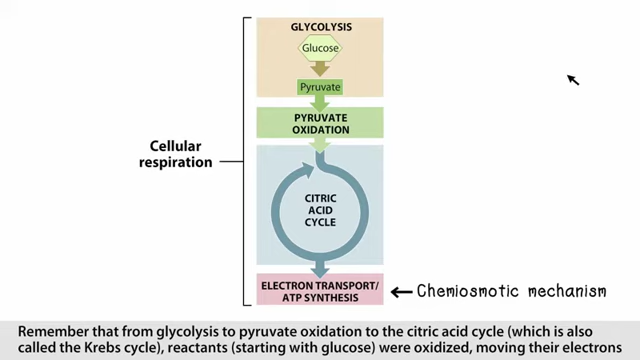 GLYCOLYSIS
Glucose
Pyruvate
PYRUVATE
OXIDATION
Cellular
respiration
CITRIC
ACID
CYCLE
ELECTRON TRANSPORT/
ATP SYNTHESIS
Chemiosmotic mechanism
Remember that from glycolysis to pyruvate oxidation to the citric acid cycle (which is also
called the Krebs cycle), reactants (starting with glucose) were oxidized, moving their electrons